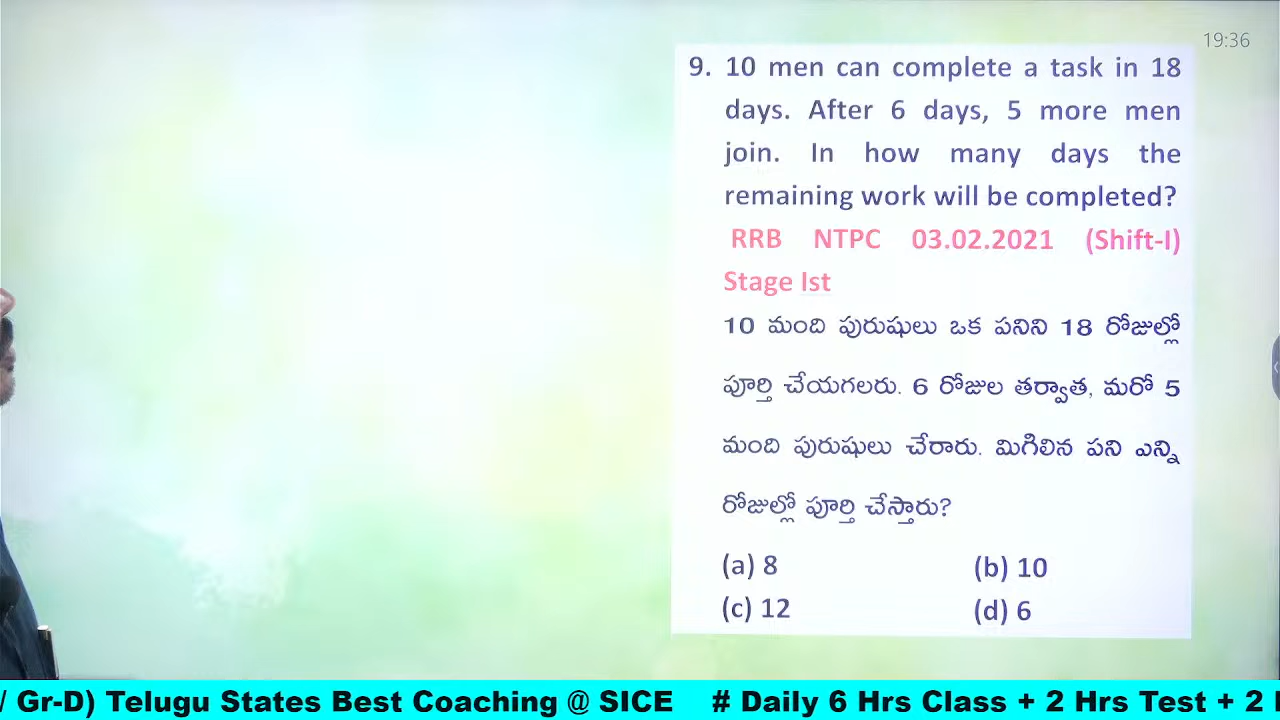 19:36
9. 10 men can complete a task in 18
days. After 6 days, 5 more men
join. In how many days the
remaining work will be completed?
RRB NTPC 03.02.2021 (Shift-I)
Stage Ist
10 మంది పురుషులు ఒక పనిని 18 రోజుల్లో
పూర్తి చేయగలరు. 6 రోజుల తర్వాత, మరో 5
మంది పురుషులు చేరారు. మిగిలిన పని ఎన్ని
రోజుల్లో పూర్తి చేస్తారు?
(a) 8 (b) 10
(c) 12 (d) 6
/ Gr-D) Telugu States Best Coaching @ SICE # Daily 6 Hrs Class + 2 Hrs Test + 2